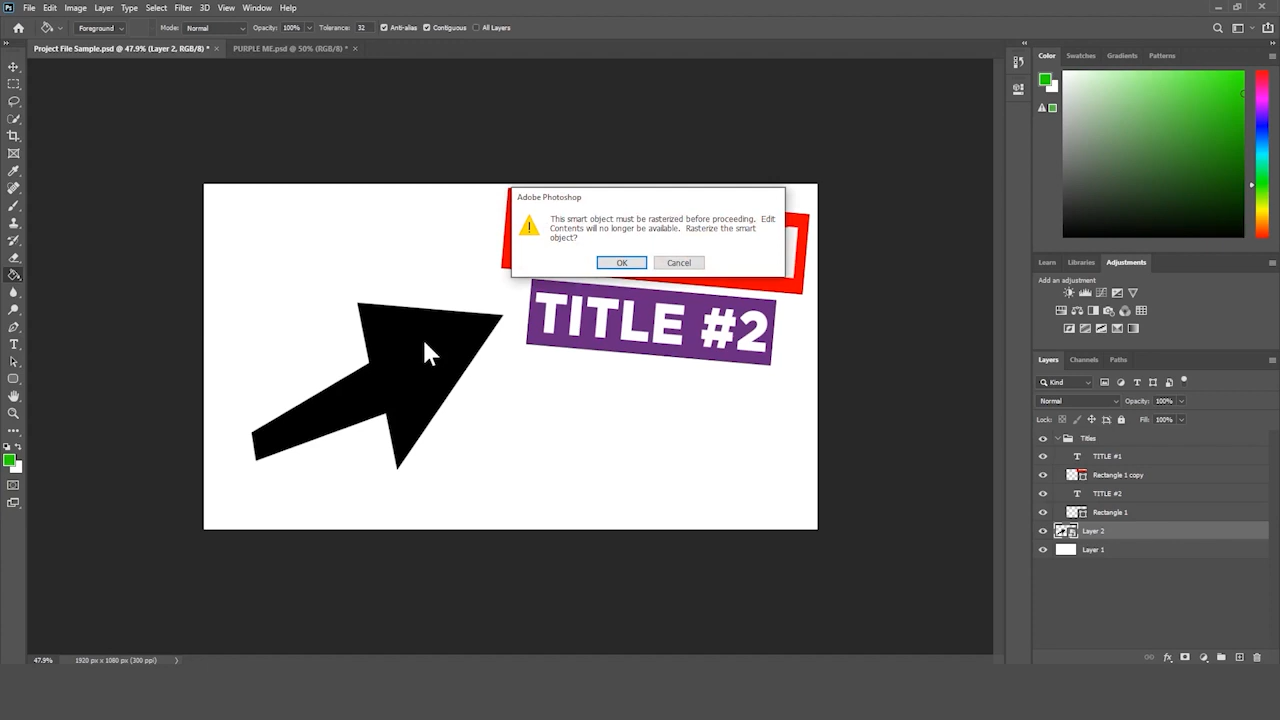 Ps File Edit Image Layer Type Select Filter 3D View Window Help
Foreground Mode: Normal Opacity: 100% Tolerance: 32 Anti-alias Contiguous All Layers
Project File Sample.psd @ 47.9% (Layer 2, RGB/8) * × PURPLE ME.psd @ 50% (RGB/8) * ×
Color Swatches Gradients Patterns
Adobe Photoshop
This smart object must be rasterized before proceeding. Edit
Contents will no longer be available. Rasterize the smart
object?
OK Cancel
TITLE #2
Learn Libraries Adjustments
Add an adjustment
Layers Channels Paths
Kind
Normal Opacity: 100%
Lock: Fill: 100%
Titles
T TITLE #1
Rectangle 1 copy
T TITLE #2
Rectangle 1
Layer 2
Layer 1
fx
47.9% 1920 px x 1080 px (300 ppi)